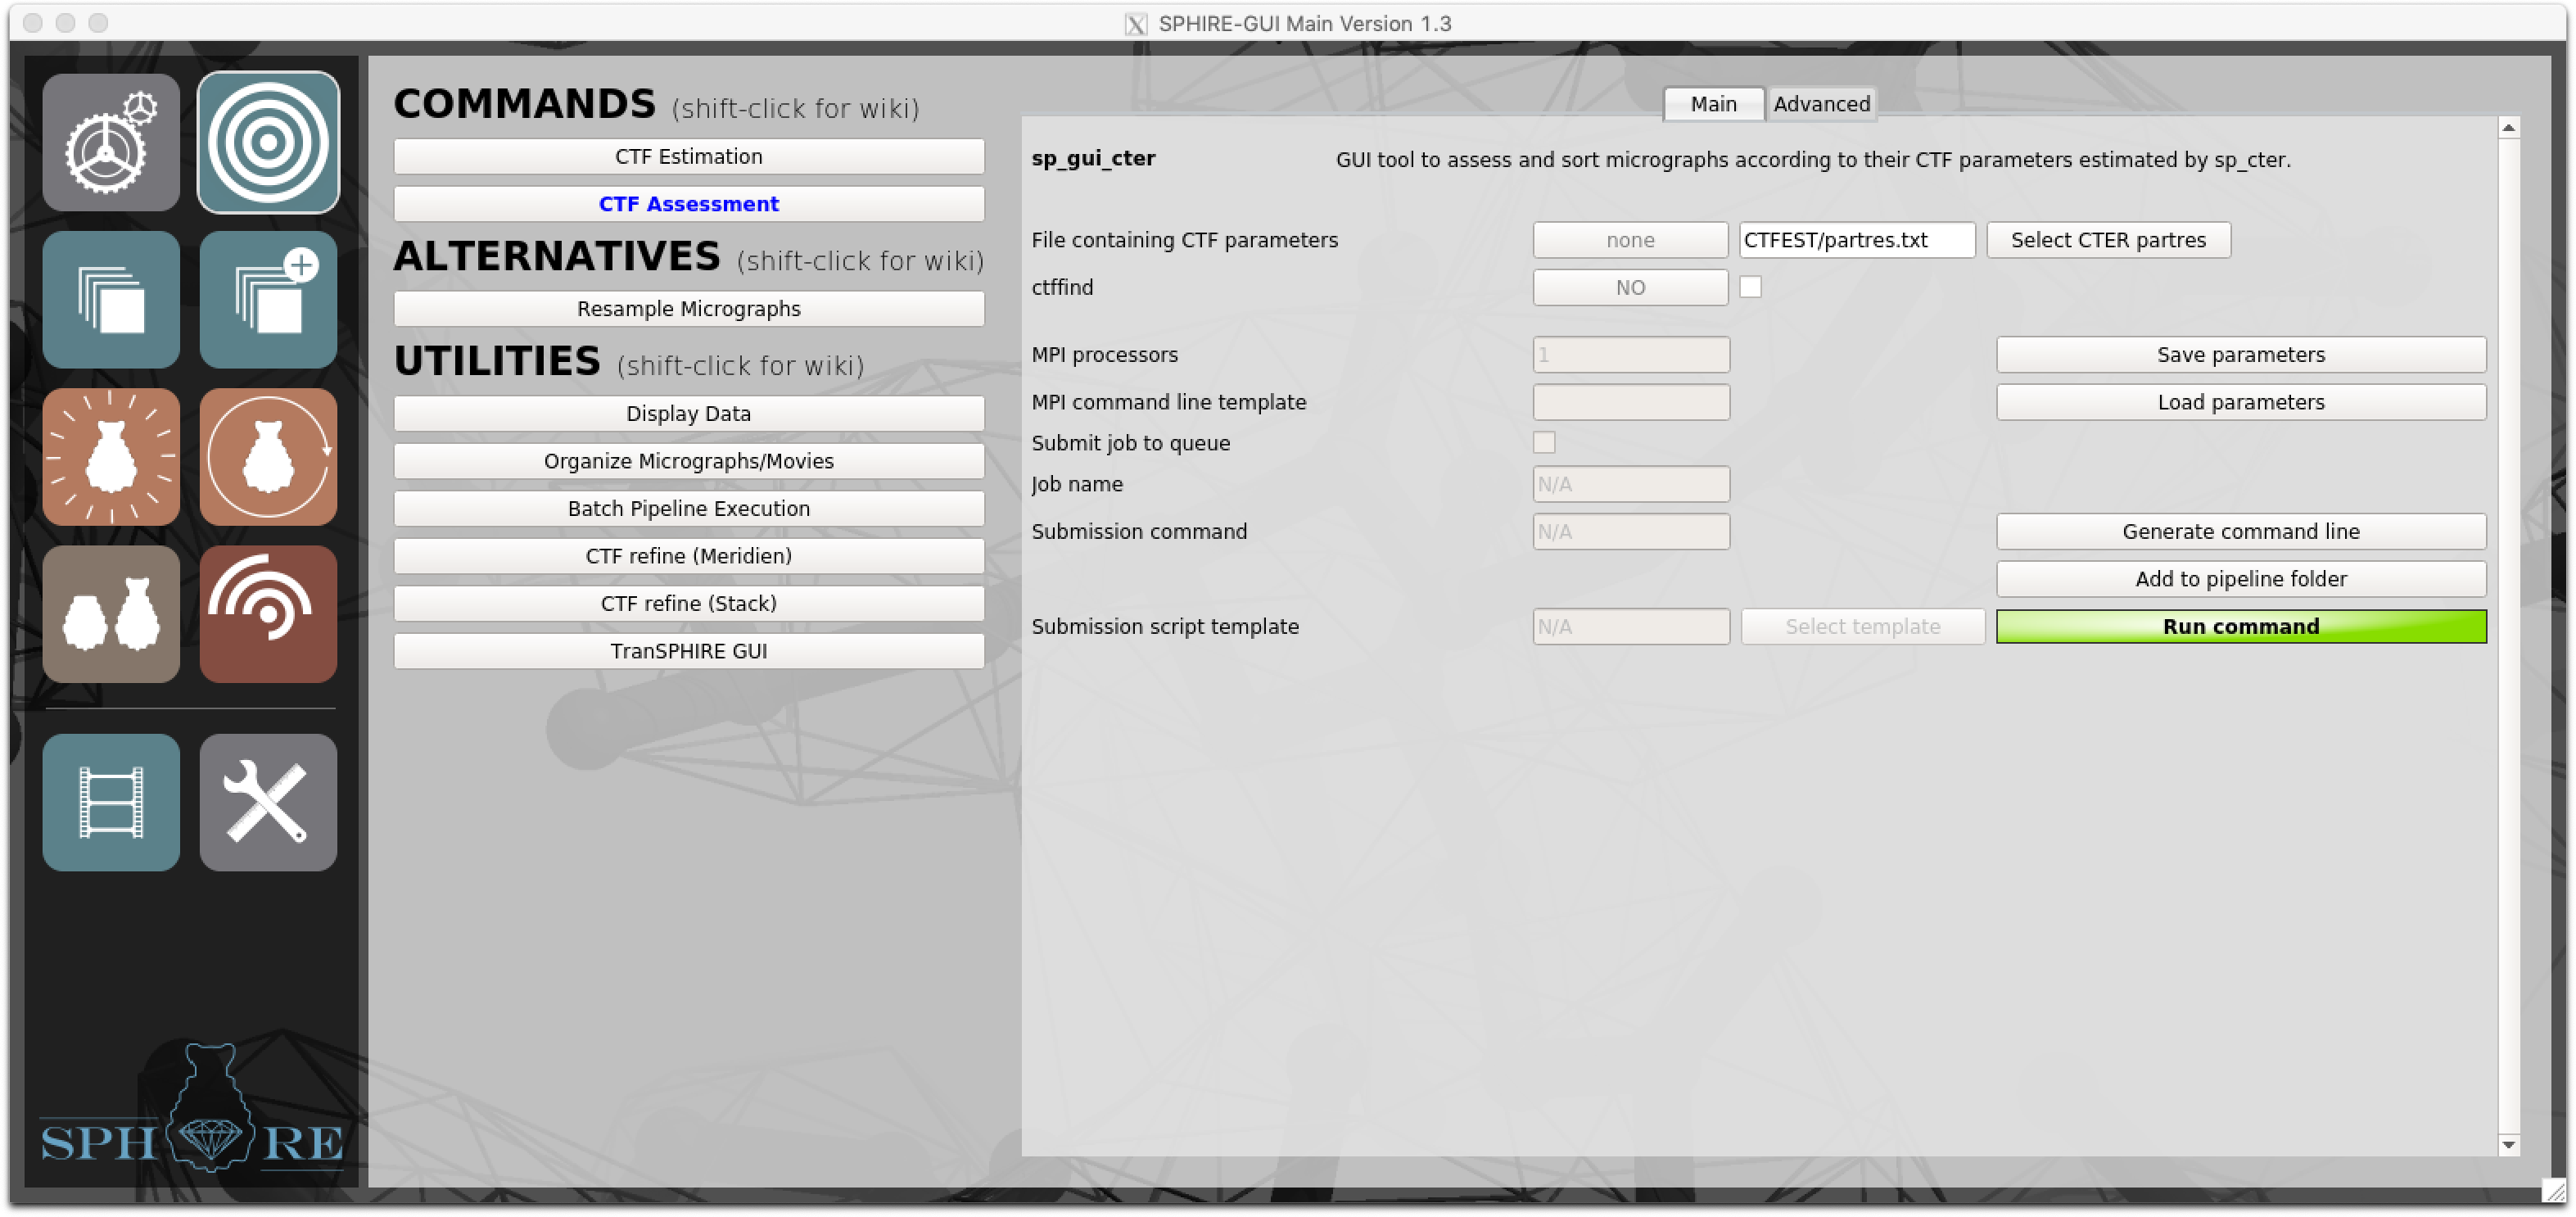 SPHIRE-GUI Main Version 1.3
COMMANDS (shift-click for wiki)
CTF Estimation
CTF Assessment
ALTERNATIVES (shift-click for wiki)
Resample Micrographs
UTILITIES (shift-click for wiki)
Display Data
Organize Micrographs/Movies
Batch Pipeline Execution
CTF refine (Meridien)
CTF refine (Stack)
TranSPHIRE GUI
Main Advanced
sp_gui_cter GUI tool to assess and sort micrographs according to their CTF parameters estimated by sp_cter.
File containing CTF parameters none CTFEST/partres.txt Select CTER partres
ctffind NO
MPI processors 1 Save parameters
MPI command line template Load parameters
Submit job to queue
Job name N/A
Submission command N/A Generate command line
Add to pipeline folder
Submission script template N/A Select template Run command
SPH RE